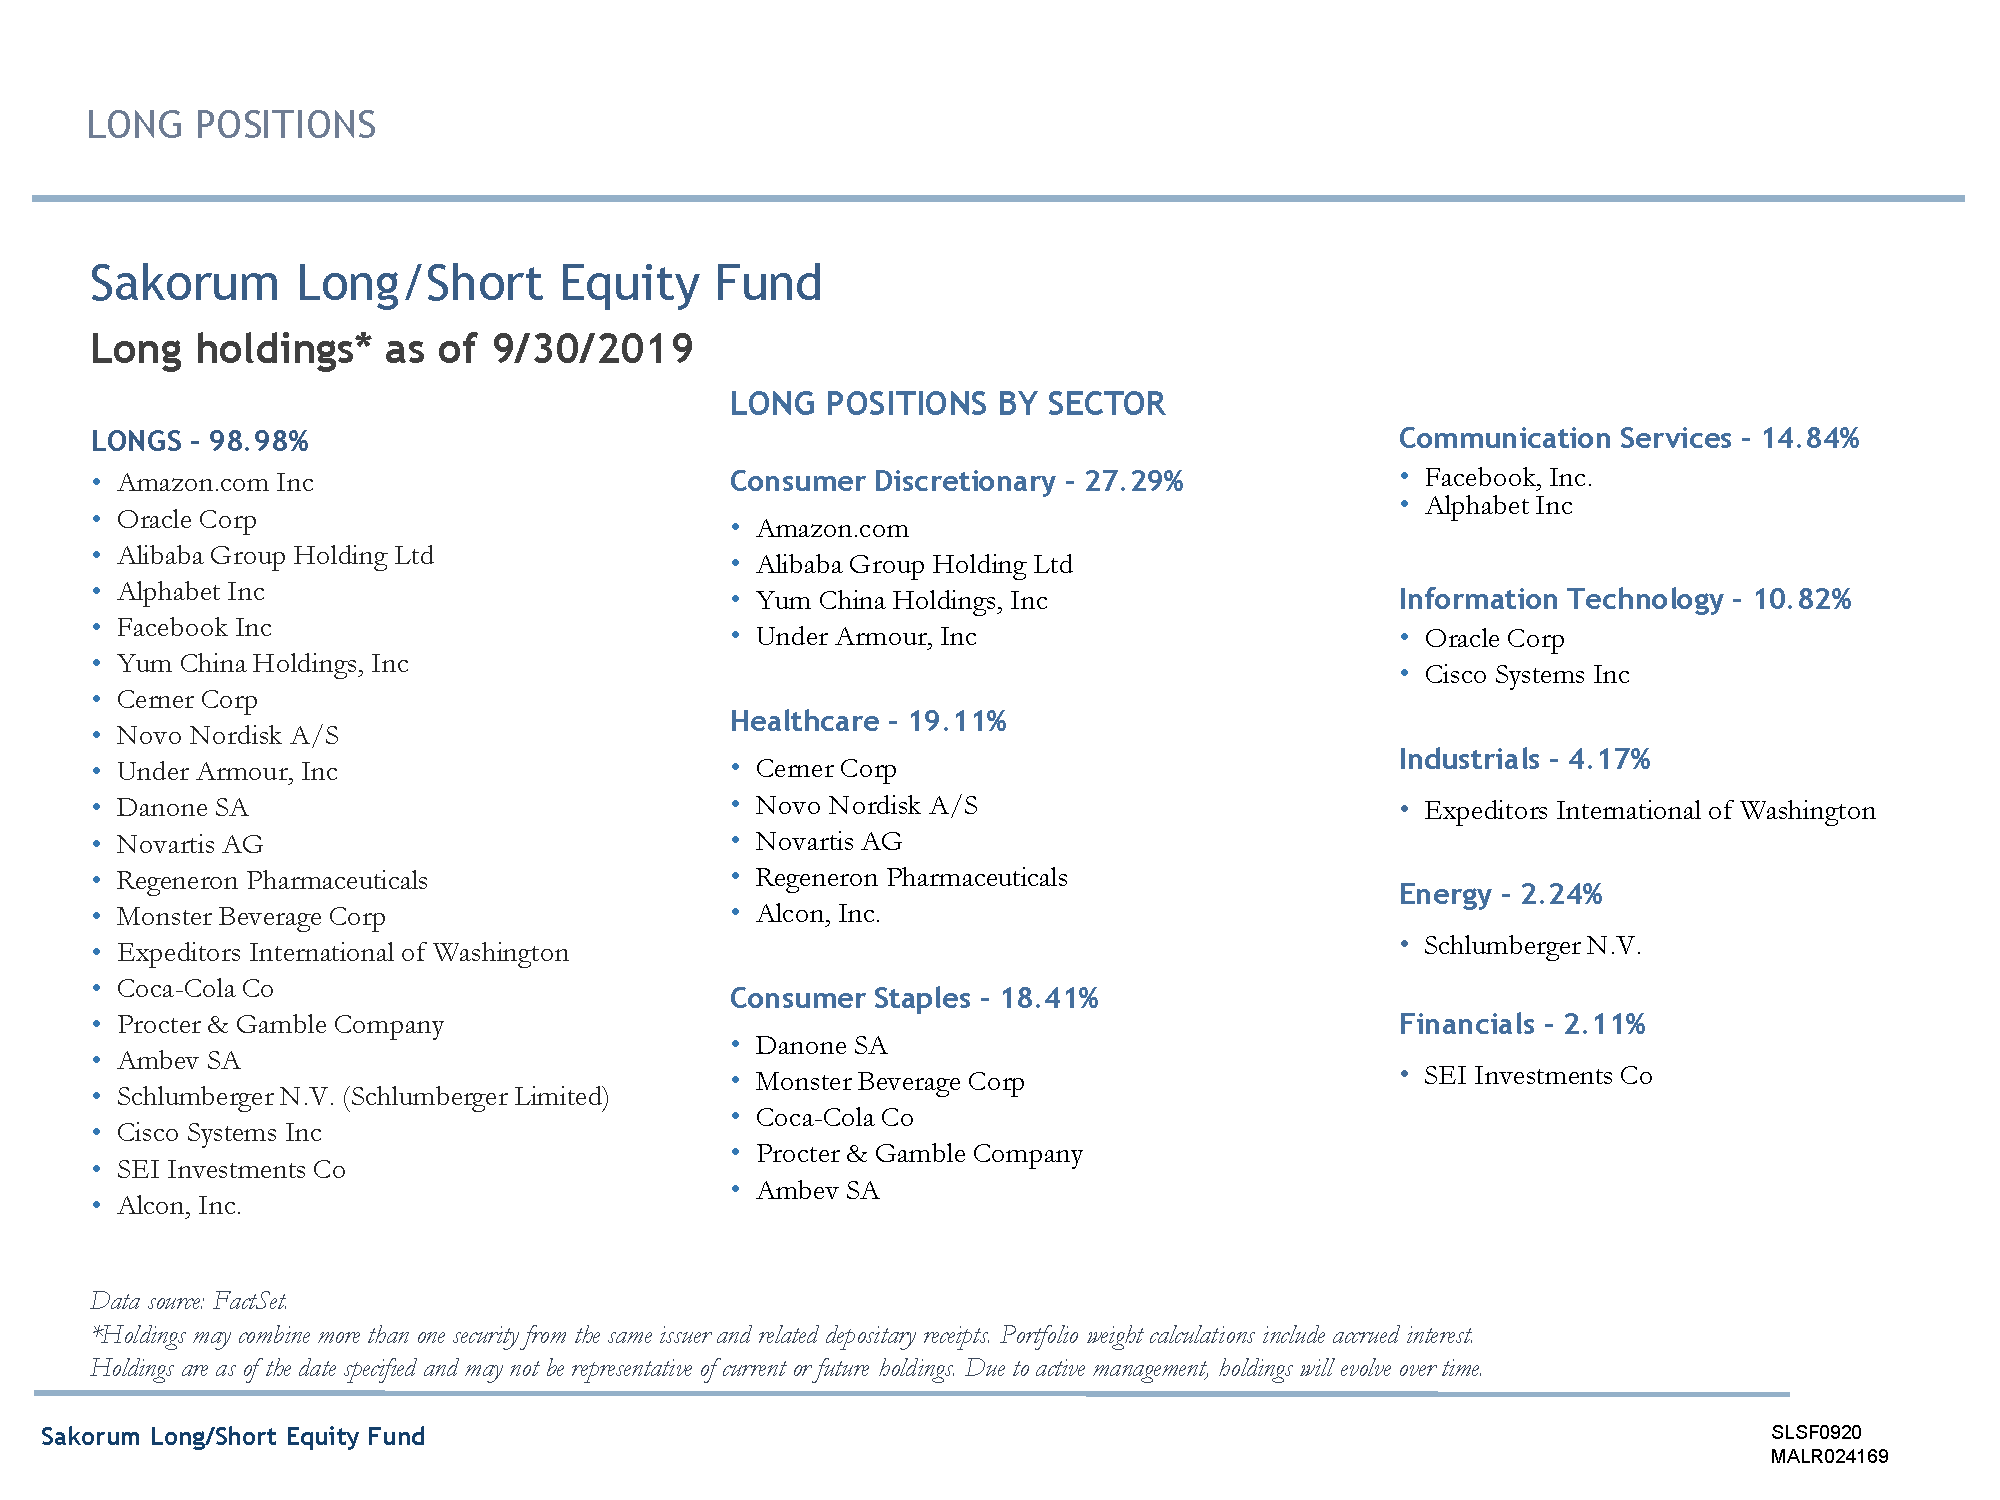 LONG POSITIONS
Sakorum Long/Short Equity Fund
Long holdings* as of 9/30/2019
LONGS – 98.98%
• Amazon.com Inc
• Oracle Corp
• Alibaba Group Holding Ltd
• Alphabet Inc
• Facebook Inc
• Yum China Holdings, Inc
• Cerner Corp
• Novo Nordisk A/S
• Under Armour, Inc
• Danone SA
• Novartis AG
• Regeneron Pharmaceuticals
• Monster Beverage Corp
• Expeditors International of Washington
• Coca-Cola Co
• Procter & Gamble Company
• Ambev SA
• Schlumberger N.V. (Schlumberger Limited)
• Cisco Systems Inc
• SEI Investments Co
• Alcon, Inc.
LONG POSITIONS BY SECTOR
Consumer Discretionary – 27.29%
• Amazon.com
• Alibaba Group Holding Ltd
• Yum China Holdings, Inc
• Under Armour, Inc
Healthcare – 19.11%
• Cerner Corp
• Novo Nordisk A/S
• Novartis AG
• Regeneron Pharmaceuticals
• Alcon, Inc.
Consumer Staples – 18.41%
• Danone SA
• Monster Beverage Corp
• Coca-Cola Co
• Procter & Gamble Company
• Ambev SA
Communication Services – 14.84%
• Facebook, Inc.
• Alphabet Inc
Information Technology – 10.82%
• Oracle Corp
• Cisco Systems Inc
Industrials – 4.17%
• Expeditors International of Washington
Energy – 2.24%
• Schlumberger N.V.
Financials – 2.11%
• SEI Investments Co
Data source: FactSet.
*Holdings may combine more than one security from the same issuer and related depositary receipts. Portfolio weight calculations include accrued interest.
Holdings are as of the date specified and may not be representative of current or future holdings. Due to active management, holdings will evolve over time.
Sakorum Long/Short Equity Fund
SLSF0920
MALR024169